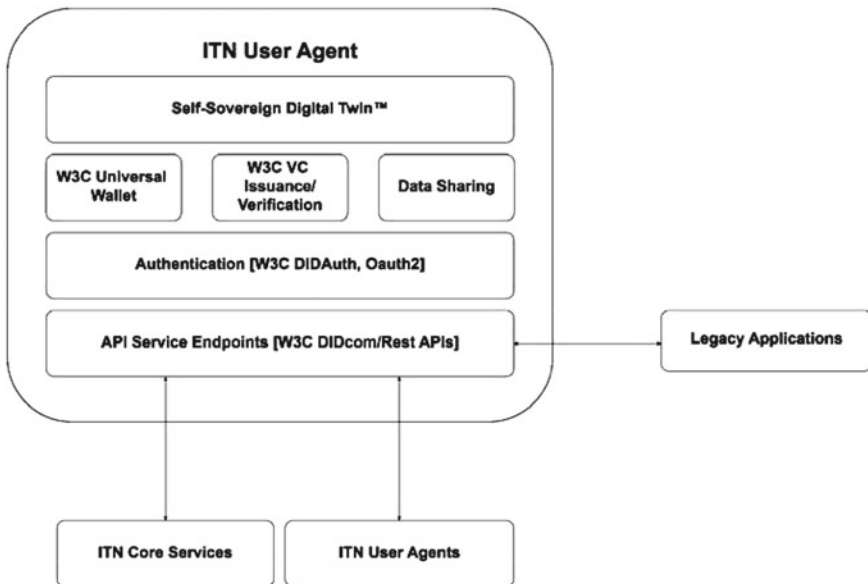 ITN User Agent
Self-Sovereign Digital Twin™
W3C Universal
Wallet
W3C VC
Issuance/
Verification
Data Sharing
Authentication [W3C DIDAuth, Oauth2]
API Service Endpoints [W3C DIDcom/Rest APIs]
Legacy Applications
ITN Core Services
ITN User Agents